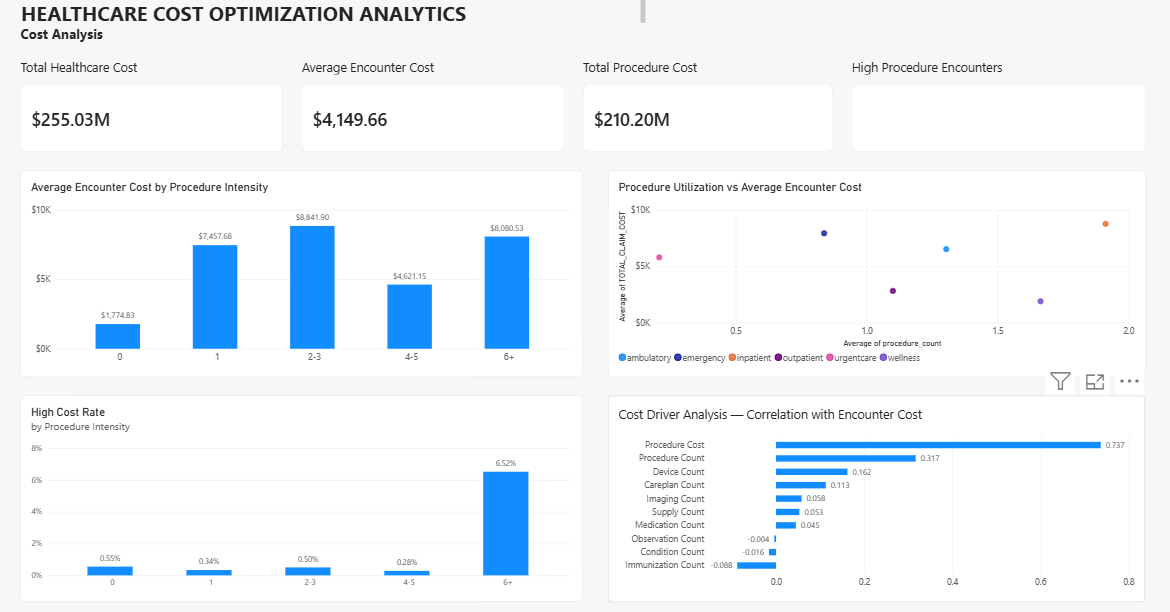 HEALTHCARE COST OPTIMIZATION ANALYTICS
Cost Analysis
Total Healthcare Cost
$255.03M
Average Encounter Cost
$4,149.66
Total Procedure Cost
$210.20M
High Procedure Encounters
Average Encounter Cost by Procedure Intensity
$10K
$5K
$0K
$1,774.83
$7,457.68
$8,841.90
$4,621.15
$8,080.53
0 1 2-3 4-5 6+
Procedure Utilization vs Average Encounter Cost
Average of TOTAL_CLAIM_COST
$10K
$5K
$0K
0.5 1.0 1.5 2.0
Average of procedure_count
ambulatory emergency inpatient outpatient urgentcare wellness
High Cost Rate
by Procedure Intensity
8%
6%
4%
2%
0%
0.55% 0.34% 0.50% 0.28% 6.52%
0 1 2-3 4-5 6+
Cost Driver Analysis — Correlation with Encounter Cost
Procedure Cost 0.737
Procedure Count 0.317
Device Count 0.162
Careplan Count 0.113
Imaging Count 0.058
Supply Count 0.053
Medication Count 0.045
Observation Count -0.004
Condition Count -0.016
Immunization Count -0.088
0.0 0.2 0.4 0.6 0.8